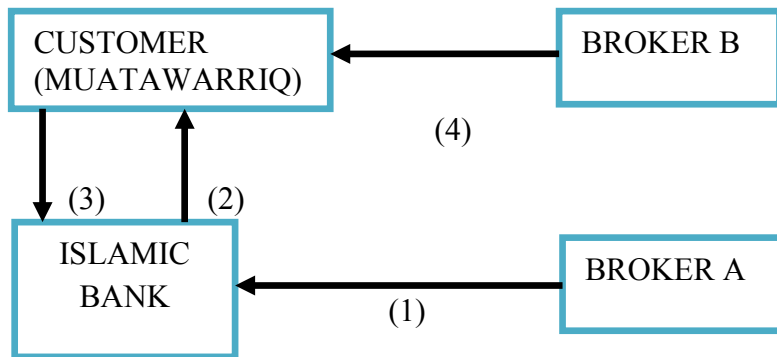 CUSTOMER
(MUATAWARRIQ)
BROKER B
(4)
(3)
(2)
ISLAMIC
BANK
BROKER A
(1)